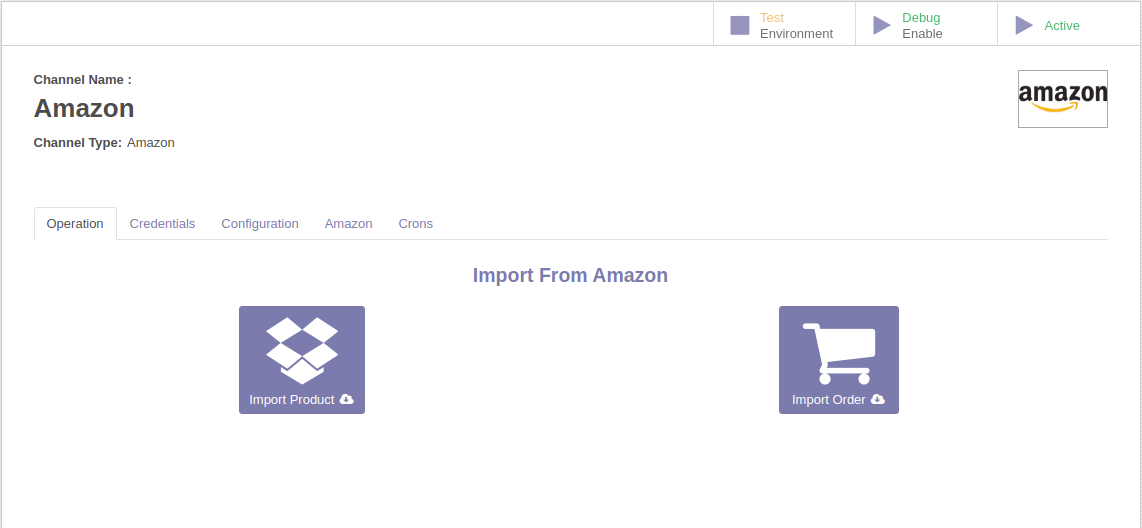 Test
Environment
Debug
Enable
Active
Channel Name :
Amazon
amazon
Channel Type: Amazon
Operation Credentials Configuration Amazon Crons
Import From Amazon
Import Product
Import Order